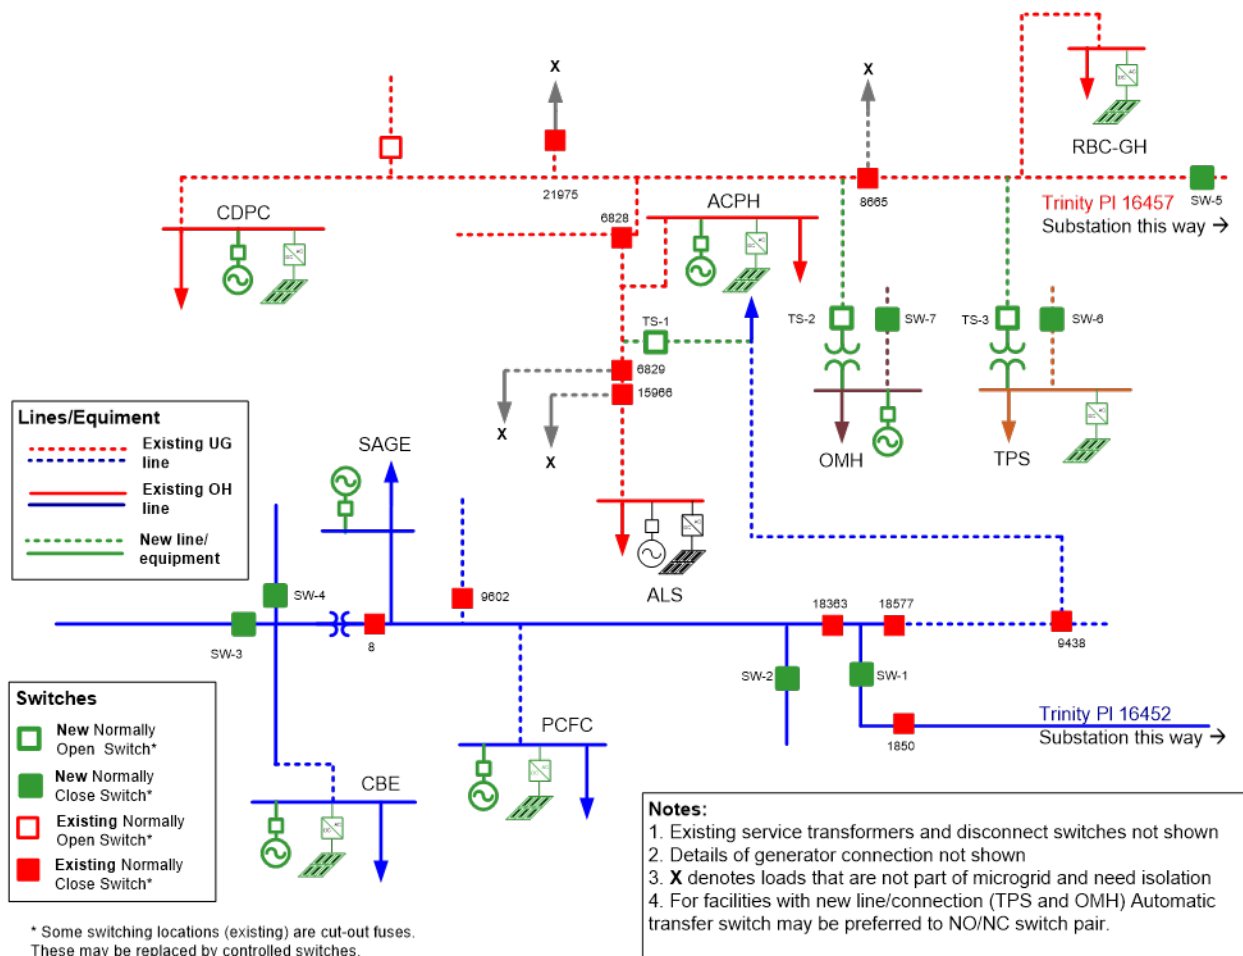 X
X
RBC-GH
21975
8665
SW-5
Trinity PI 16457
Substation this way →
CDPC
6828
ACPH
TS-1
TS-2
SW-7
TS-3
SW-6
6829
15966
X
X
OMH
TPS
Lines/Equiment
Existing UG
line
Existing OH
line
New line/
equipment
SAGE
ALS
SW-4
9602
18363
18577
SW-3
8
9438
SW-2
SW-1
Trinity PI 16452
Substation this way →
1850
PCFC
CBE
Switches
New Normally
Open Switch*
New Normally
Close Switch*
Existing Normally
Open Switch*
Existing Normally
Close Switch*
* Some switching locations (existing) are cut-out fuses.
These may be replaced by controlled switches.
Notes:
1. Existing service transformers and disconnect switches not shown
2. Details of generator connection not shown
3. X denotes loads that are not part of microgrid and need isolation
4. For facilities with new line/connection (TPS and OMH) Automatic
transfer switch may be preferred to NO/NC switch pair.